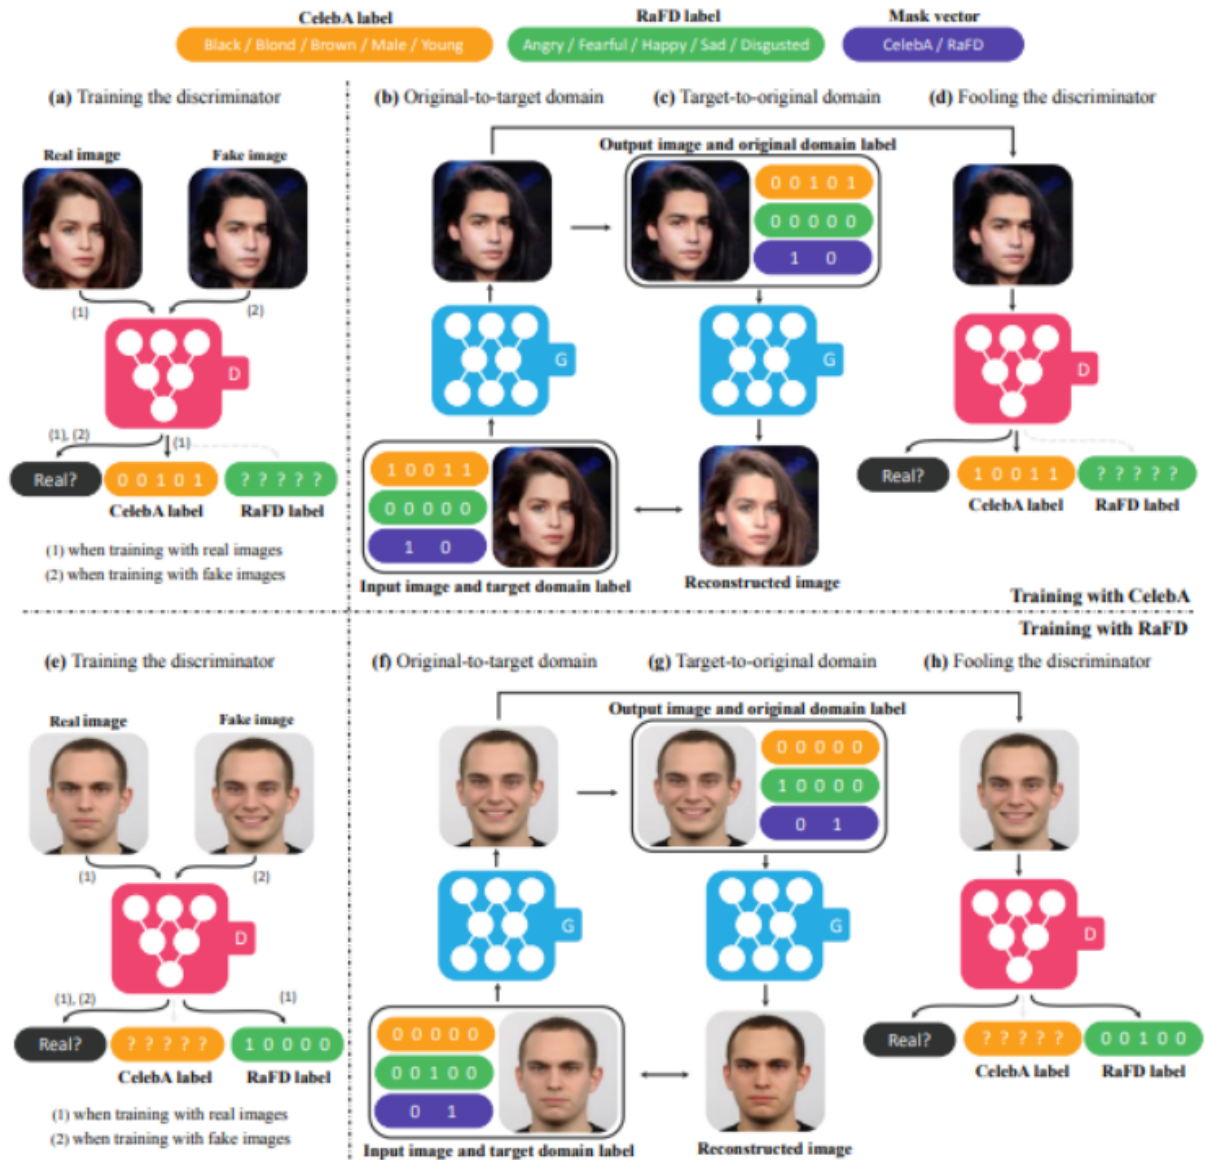 CelebA label
RaFD label
Mask vector
Black / Blond / Brown / Male / Young
Angry / Fearful / Happy / Sad / Disgusted
CelebA / RaFD
(a) Training the discriminator
(b) Original-to-target domain
(c) Target-to-original domain
(d) Fooling the discriminator
Real image
Fake image
Output image and original domain label
0 0 1 0 1
0 0 0 0 0
1 0
(1)
(2)
D
G
G
D
(1), (2)
(1)
Real?
0 0 1 0 1
? ? ? ? ?
CelebA label
RaFD label
1 0 0 1 1
0 0 0 0 0
1 0
Real?
1 0 0 1 1
? ? ? ? ?
CelebA label
RaFD label
(1) when training with real images
(2) when training with fake images
Input image and target domain label
Reconstructed image
Training with CelebA
Training with RaFD
(e) Training the discriminator
(f) Original-to-target domain
(g) Target-to-original domain
(h) Fooling the discriminator
Real image
Fake image
Output image and original domain label
0 0 0 0 0
1 0 0 0 0
0 1
(1)
(2)
D
G
G
D
(1), (2)
(1)
Real?
? ? ? ? ?
1 0 0 0 0
CelebA label
RaFD label
0 0 0 0 0
0 0 1 0 0
0 1
Real?
? ? ? ? ?
0 0 1 0 0
CelebA label
RaFD label
(1) when training with real images
(2) when training with fake images
Input image and target domain label
Reconstructed image